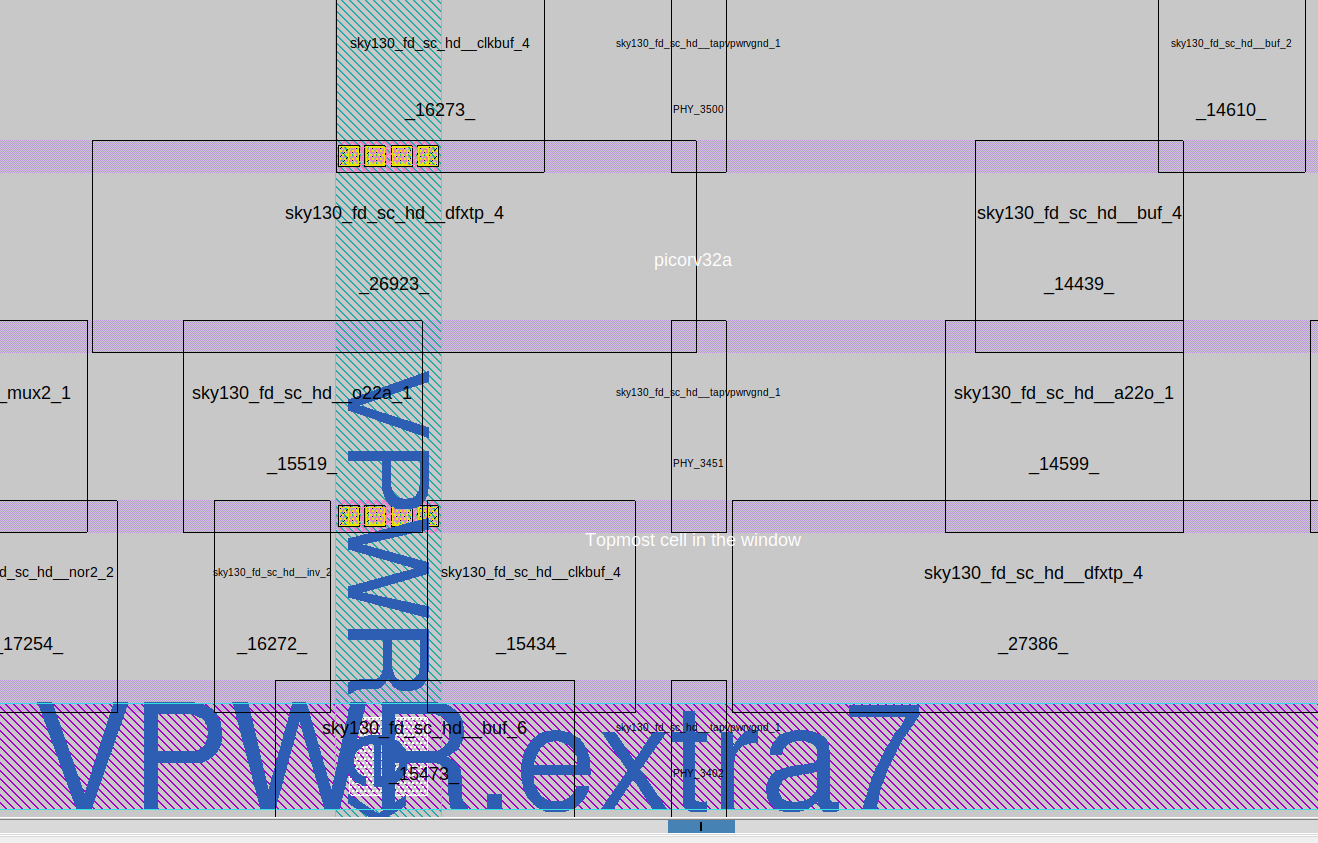 sky130_fd_sc_hd__clkbuf_4
sky130_fd_sc_hd__tapvpwrvgnd_1
sky130_fd_sc_hd__buf_2
_16273_
PHY_3500
_14610_
sky130_fd_sc_hd__dfxtp_4
sky130_fd_sc_hd__buf_4
picorv32a
_26923_
_14439_
_mux2_1
sky130_fd_sc_hd__o22a_1
sky130_fd_sc_hd__tapvpwrvgnd_1
sky130_fd_sc_hd__a22o_1
_15519_
PHY_3451
_14599_
VPWR
Topmost cell in the window
d_sc_hd__nor2_2
sky130_fd_sc_hd__inv_2
sky130_fd_sc_hd__clkbuf_4
sky130_fd_sc_hd__dfxtp_4
_17254_
_16272_
_15434_
_27386_
sky130_fd_sc_hd__buf_6
sky130_fd_sc_hd__tapvpwrvgnd_1
VPWR.extra7
_15473_
PHY_3402